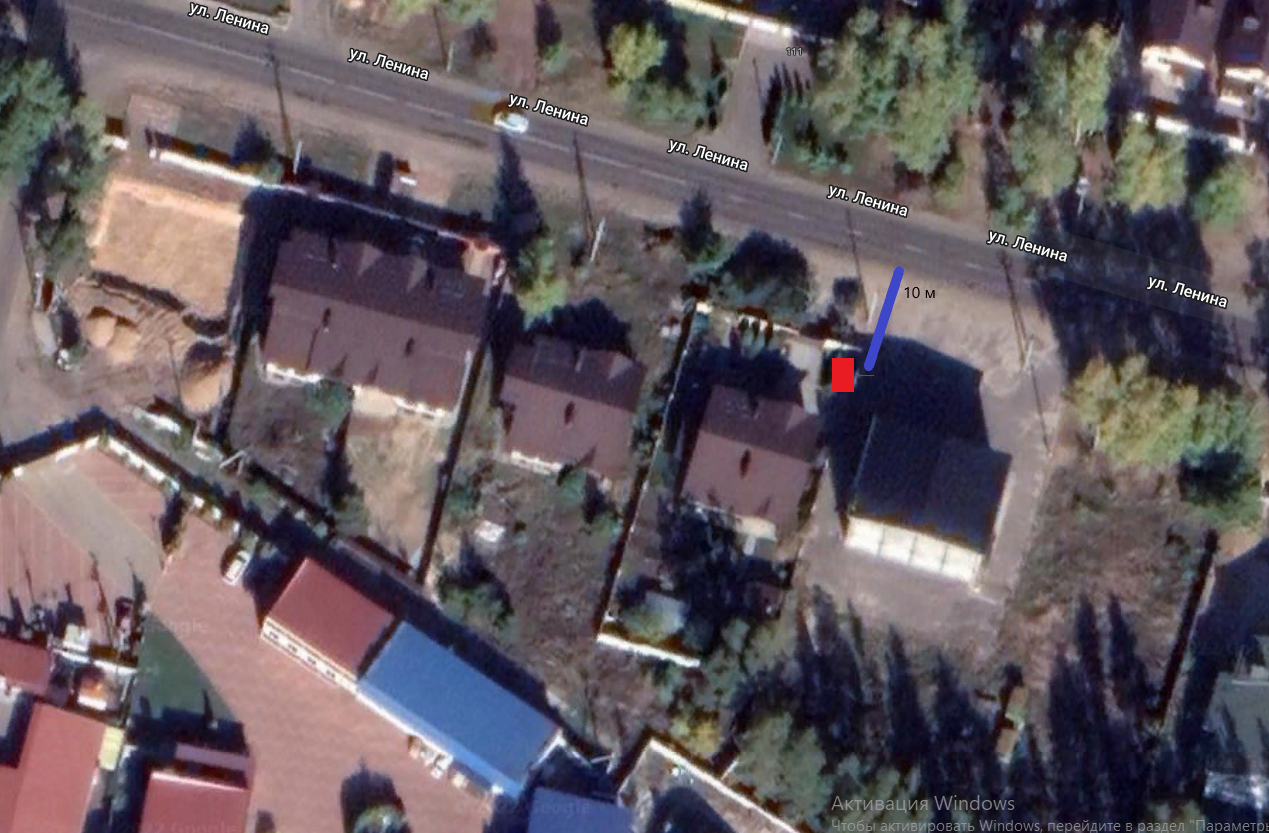 ул. Ленина
ул. Ленина
111
ул. Ленина
ул. Ленина
ул. Ленина
ул. Ленина
ул. Ленина
10 м
Активация Windows
Чтобы активировать Windows, перейдите в раздел "Параметры